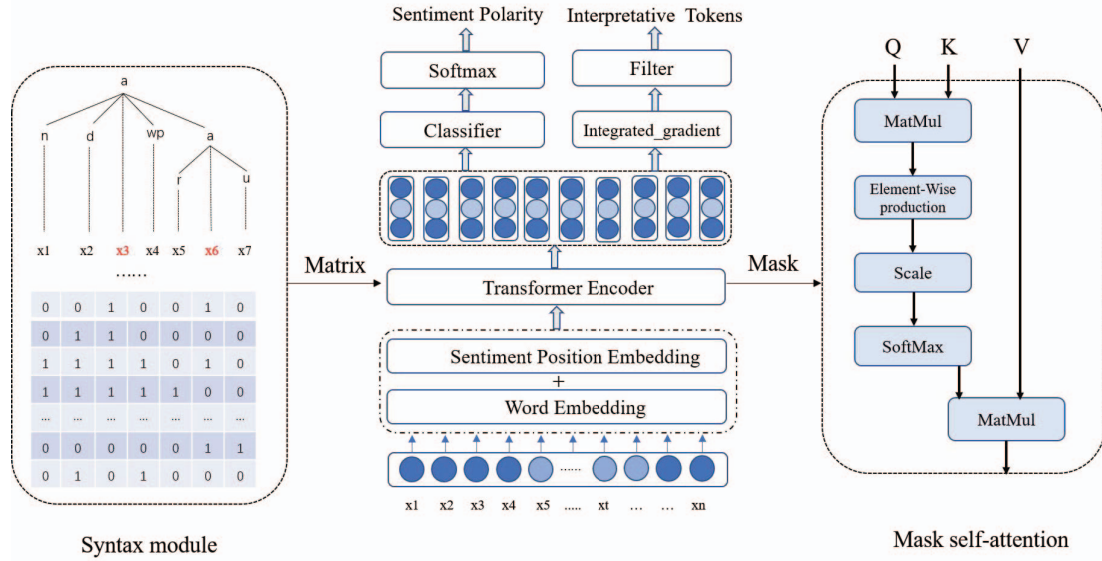 Sentiment Polarity
Interpretative Tokens
Softmax
Filter
Classifier
Integrated_gradient
Transformer Encoder
Sentiment Position Embedding
+
Word Embedding
......
x1 x2 x3 x4 x5 ..... xt ... ... xn
a
n d wp a
r u
x1 x2 x3 x4 x5 x6 x7
......
0 0 1 0 0 1 0
0 1 1 0 0 0 0
1 1 1 1 0 1 0
1 1 1 1 1 0 0
... ... ... ... ... ... ...
0 0 0 0 0 1 1
0 1 0 1 0 0 0
Syntax module
Matrix
Mask
Q K V
MatMul
Element-Wise
production
Scale
SoftMax
MatMul
Mask self-attention